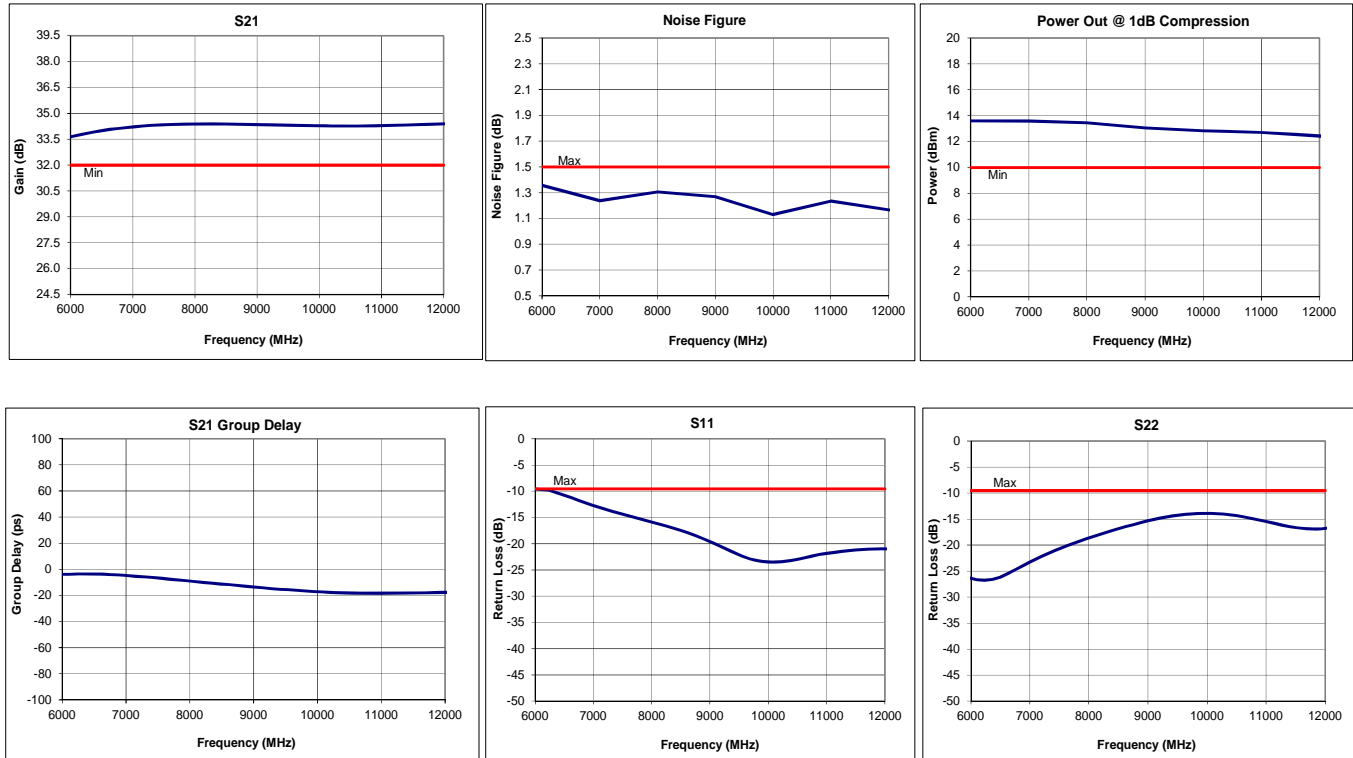 S21
39.5
38.0
36.5
35.0
33.5
32.0
30.5
29.0
27.5
26.0
24.5
Gain (dB)
Min
6000 7000 8000 9000 10000 11000 12000
Frequency (MHz)
Noise Figure
2.5
2.3
2.1
1.9
1.7
1.5
1.3
1.1
0.9
0.7
0.5
Noise Figure (dB)
Max
6000 7000 8000 9000 10000 11000 12000
Frequency (MHz)
Power Out @ 1dB Compression
20
18
16
14
12
10
8
6
4
2
0
Power (dBm)
Min
6000 7000 8000 9000 10000 11000 12000
Frequency (MHz)
S21 Group Delay
100
80
60
40
20
0
-20
-40
-60
-80
-100
Group Delay (ps)
6000 7000 8000 9000 10000 11000 12000
Frequency (MHz)
S11
0
-5
-10
-15
-20
-25
-30
-35
-40
-45
-50
Return Loss (dB)
Max
6000 7000 8000 9000 10000 11000 12000
Frequency (MHz)
S22
0
-5
-10
-15
-20
-25
-30
-35
-40
-45
-50
Return Loss (dB)
Max
6000 7000 8000 9000 10000 11000 12000
Frequency (MHz)